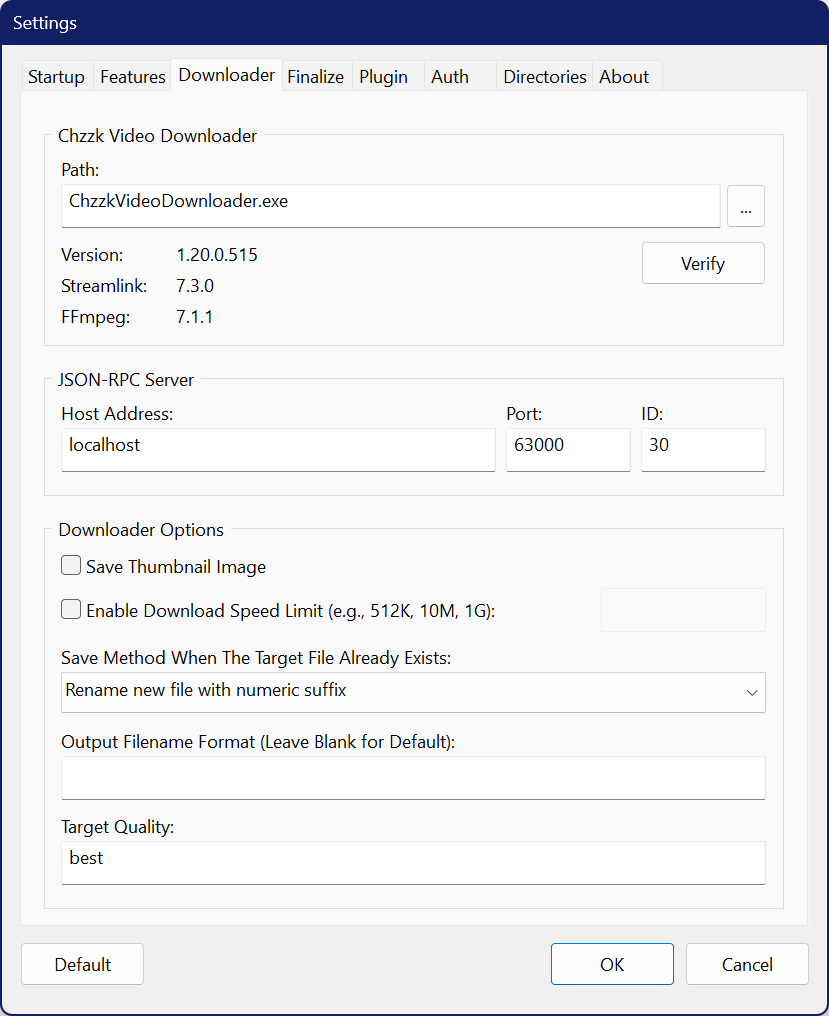 Settings
Startup Features Downloader Finalize Plugin Auth Directories About
Chzzk Video Downloader
Path:
ChzzkVideoDownloader.exe ...
Version: 1.20.0.515 Verify
Streamlink: 7.3.0
FFmpeg: 7.1.1
JSON-RPC Server
Host Address: Port: ID:
localhost 63000 30
Downloader Options
Save Thumbnail Image
Enable Download Speed Limit (e.g., 512K, 10M, 1G):
Save Method When The Target File Already Exists:
Rename new file with numeric suffix
Output Filename Format (Leave Blank for Default):
Target Quality:
best
Default OK Cancel